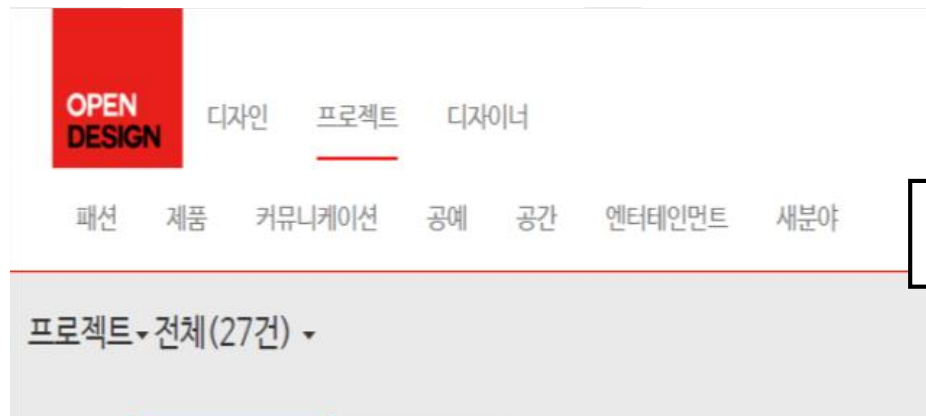 OPEN
DESIGN
디자인 프로젝트 디자이너
패션 제품 커뮤니케이션 공예 공간 엔터테인먼트 새분야
프로젝트 전체(27건)